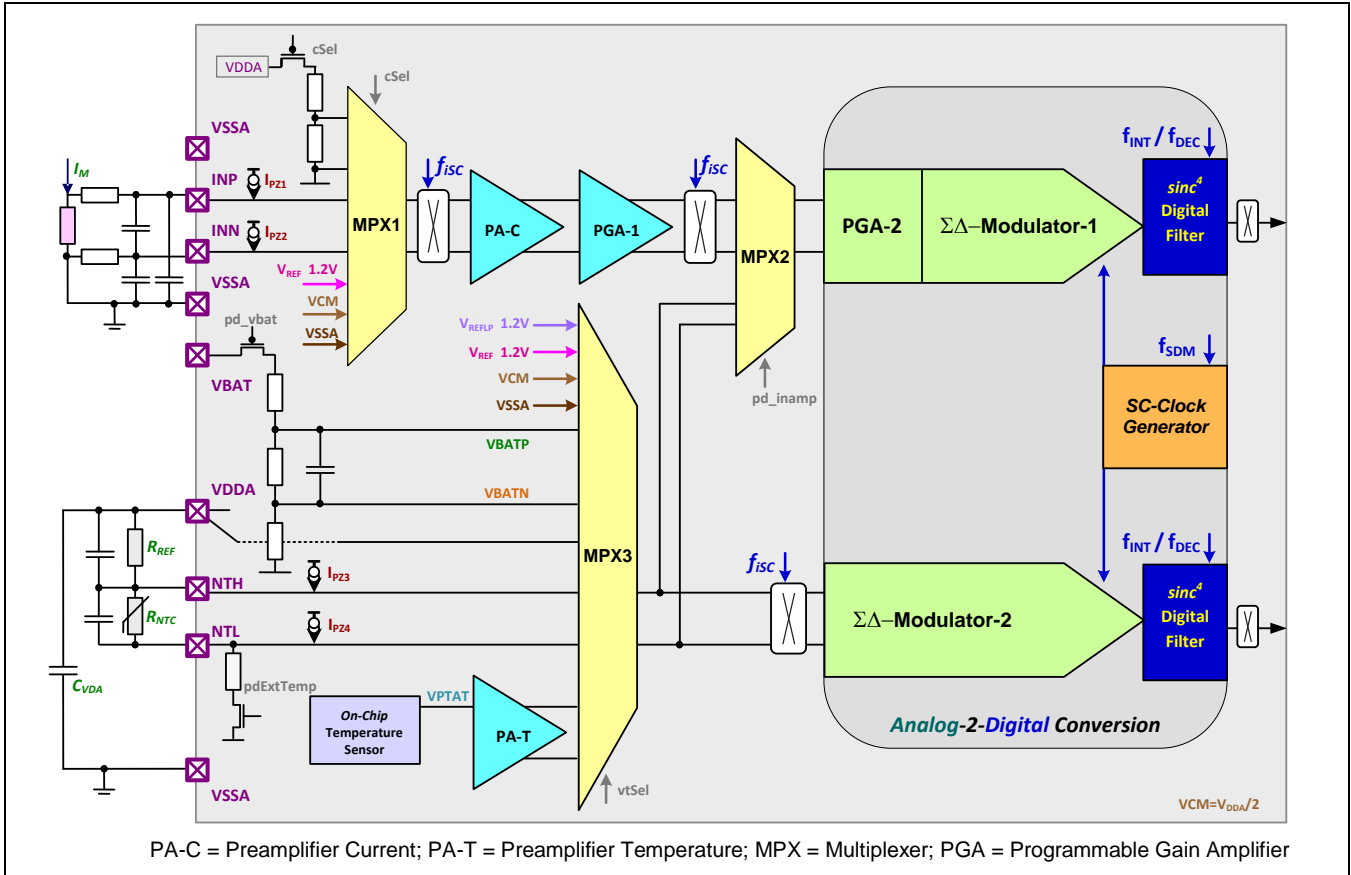 cSel
VDDA
cSel
VSSA
I_M
INP
I_PZ1
INN
I_PZ2
VSSA
V_REF 1.2V
VCM
VSSA
MPX1
f_iSC
PA-C
PGA-1
f_iSC
MPX2
pd_inamp
PGA-2
ΣΔ–Modulator-1
f_INT / f_DEC
sinc⁴
Digital
Filter
pd_vbat
VBAT
V_REFLP 1.2V
V_REF 1.2V
VCM
VSSA
VBATP
VBATN
f_SDM
SC-Clock
Generator
VDDA
R_REF
NTH
I_PZ3
R_NTC
NTL
I_PZ4
C_VDA
pdExtTemp
VSSA
On-Chip
Temperature
Sensor
VPTAT
PA-T
MPX3
vtSel
f_iSC
ΣΔ–Modulator-2
f_INT / f_DEC
sinc⁴
Digital
Filter
Analog-2-Digital Conversion
VCM=V_DDA/2
PA-C = Preamplifier Current; PA-T = Preamplifier Temperature; MPX = Multiplexer; PGA = Programmable Gain Amplifier